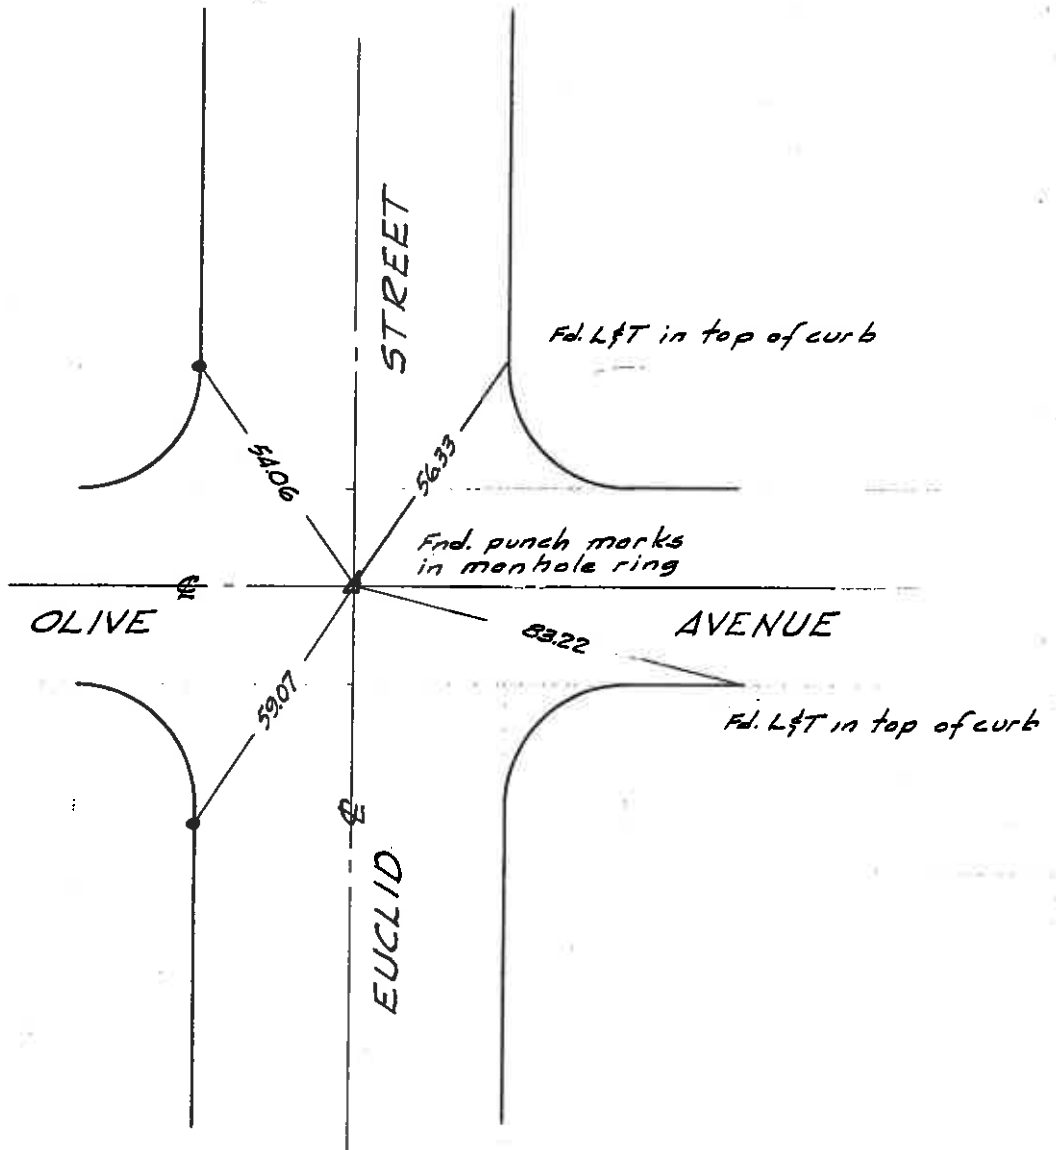 STREET
Fd. L&T in top of curb
54.06
56.33
Fnd. punch marks
in manhole ring
℄
OLIVE
AVENUE
83.22
59.07
Fd. L&T in top of curb
℄
EUCLID